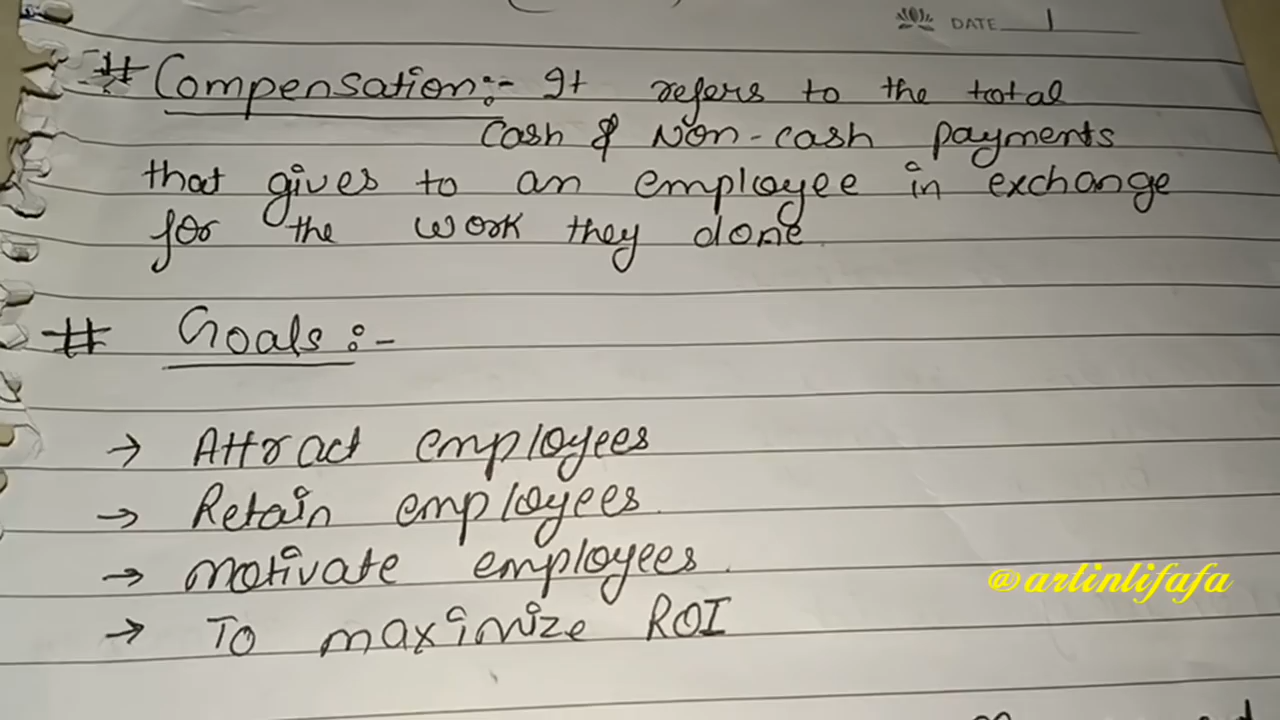 DATE
# Compensation:- It refers to the total
Cash & Non-cash payments
that gives to an employee in exchange
for the work they done
# Goals:-
→ Attract employees
→ Retain employees.
→ Motivate employees.
→ To maximize ROI
@artinlifafa